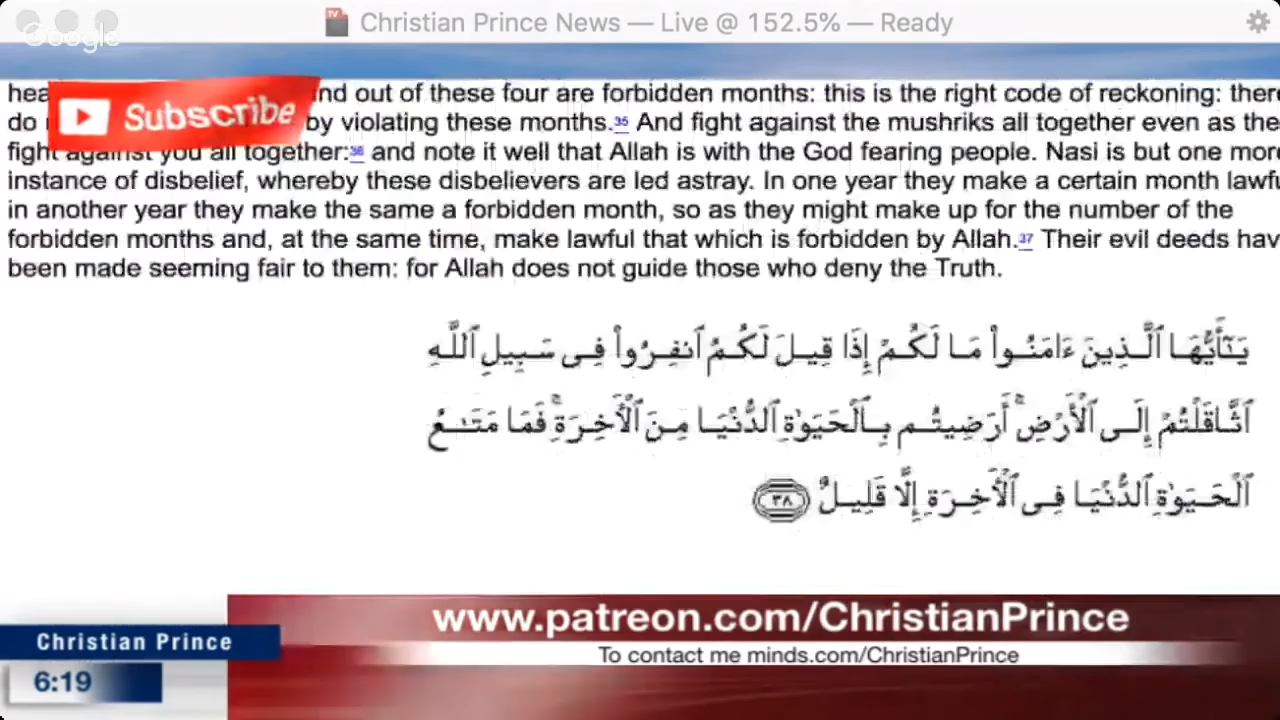 Christian Prince News — Live @ 152.5% — Ready
Google
Subscribe
hea nd out of these four are forbidden months: this is the right code of reckoning: ther
do by violating these months.35 And fight against the mushriks all together even as the
fight against you all together:36 and note it well that Allah is with the God fearing people. Nasi is but one mor
instance of disbelief, whereby these disbelievers are led astray. In one year they make a certain month lawfu
in another year they make the same a forbidden month, so as they might make up for the number of the
forbidden months and, at the same time, make lawful that which is forbidden by Allah.37 Their evil deeds hav
been made seeming fair to them: for Allah does not guide those who deny the Truth.
يَـٰٓأَيُّهَا ٱلَّذِينَ ءَامَنُوا۟ مَا لَكُمْ إِذَا قِيلَ لَكُمُ ٱنفِرُوا۟ فِى سَبِيلِ ٱللَّهِ
ٱثَّاقَلْتُمْ إِلَى ٱلْأَرْضِ ۚ أَرَضِيتُم بِٱلْحَيَوٰةِ ٱلدُّنْيَا مِنَ ٱلْـَٔاخِرَةِ ۚ فَمَا مَتَـٰعُ
ٱلْحَيَوٰةِ ٱلدُّنْيَا فِى ٱلْـَٔاخِرَةِ إِلَّا قَلِيلٌ ٣٨
www.patreon.com/ChristianPrince
Christian Prince
To contact me minds.com/ChristianPrince
6:19